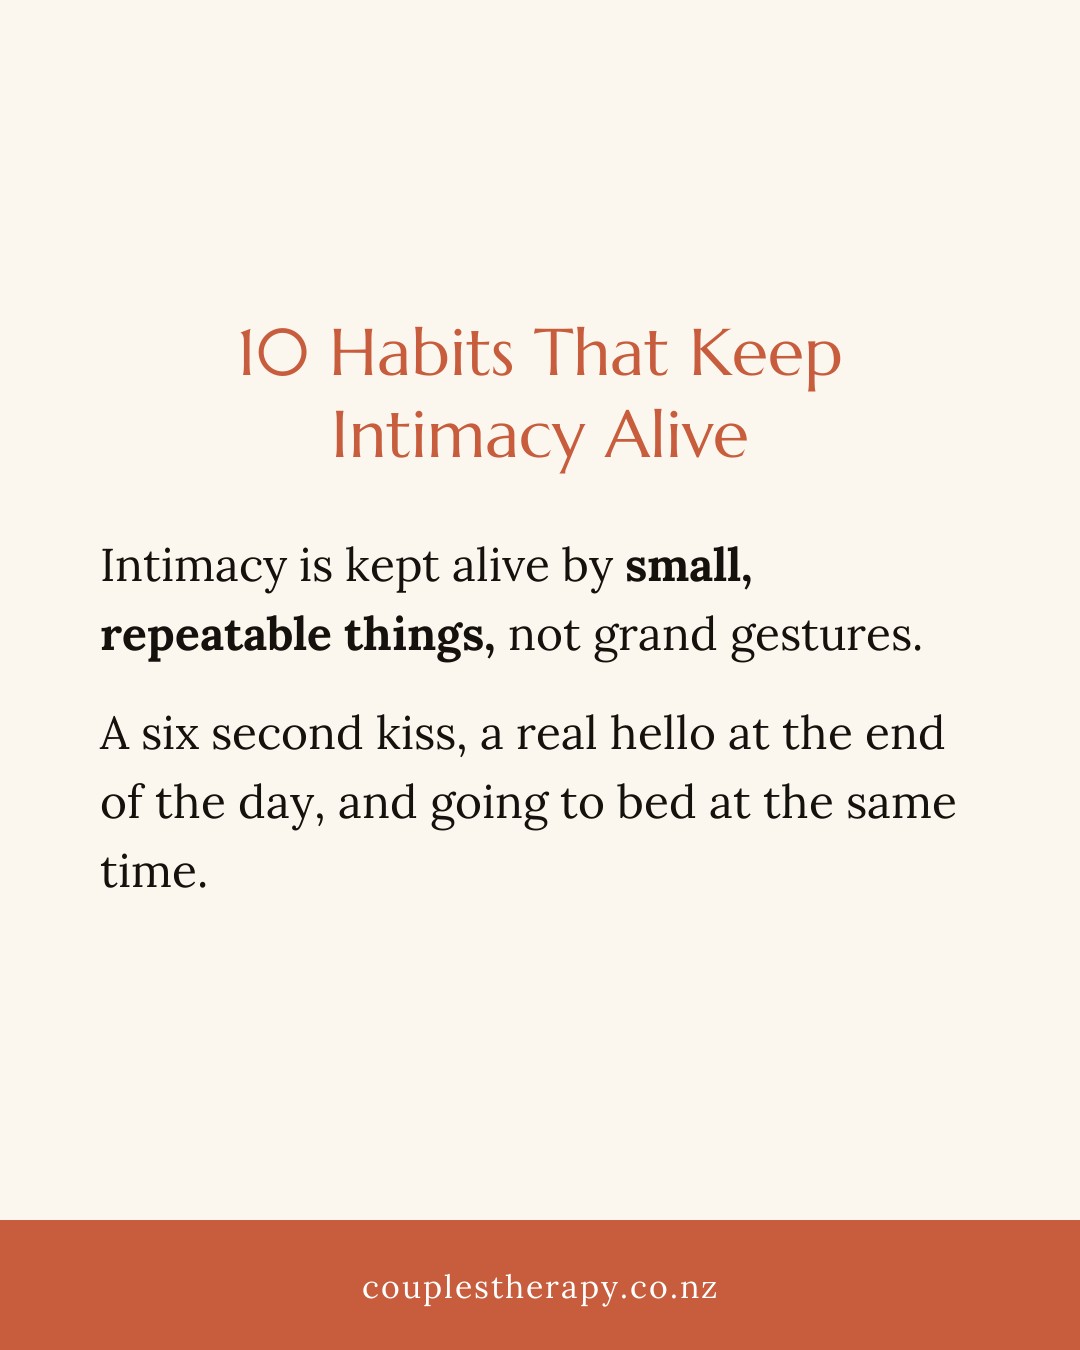 10 Habits That Keep
Intimacy Alive
Intimacy is kept alive by small,
repeatable things, not grand gestures.
A six second kiss, a real hello at the end
of the day, and going to bed at the same
time.
couplestherapy.co.nz